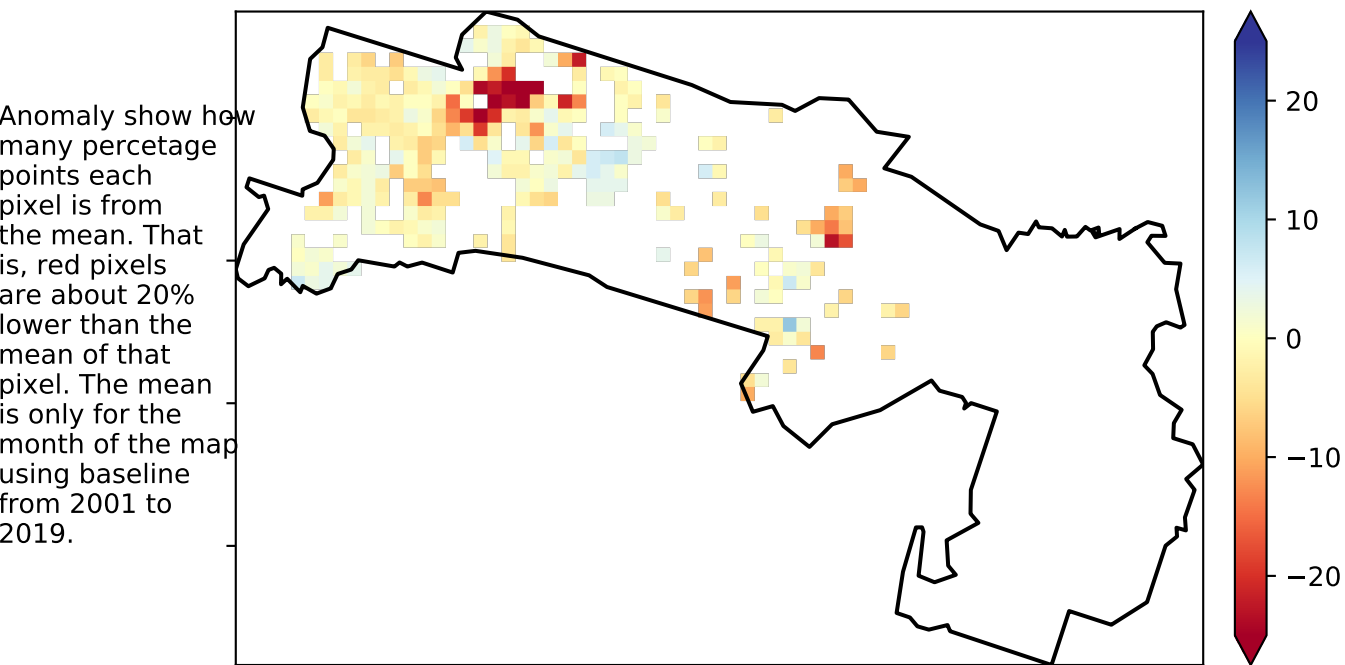 Anomaly show how
many percetage
points each
pixel is from
the mean. That
is, red pixels
are about 20%
lower than the
mean of that
pixel. The mean
is only for the
month of the map
using baseline
from 2001 to
2019.
20
10
0
−10
−20